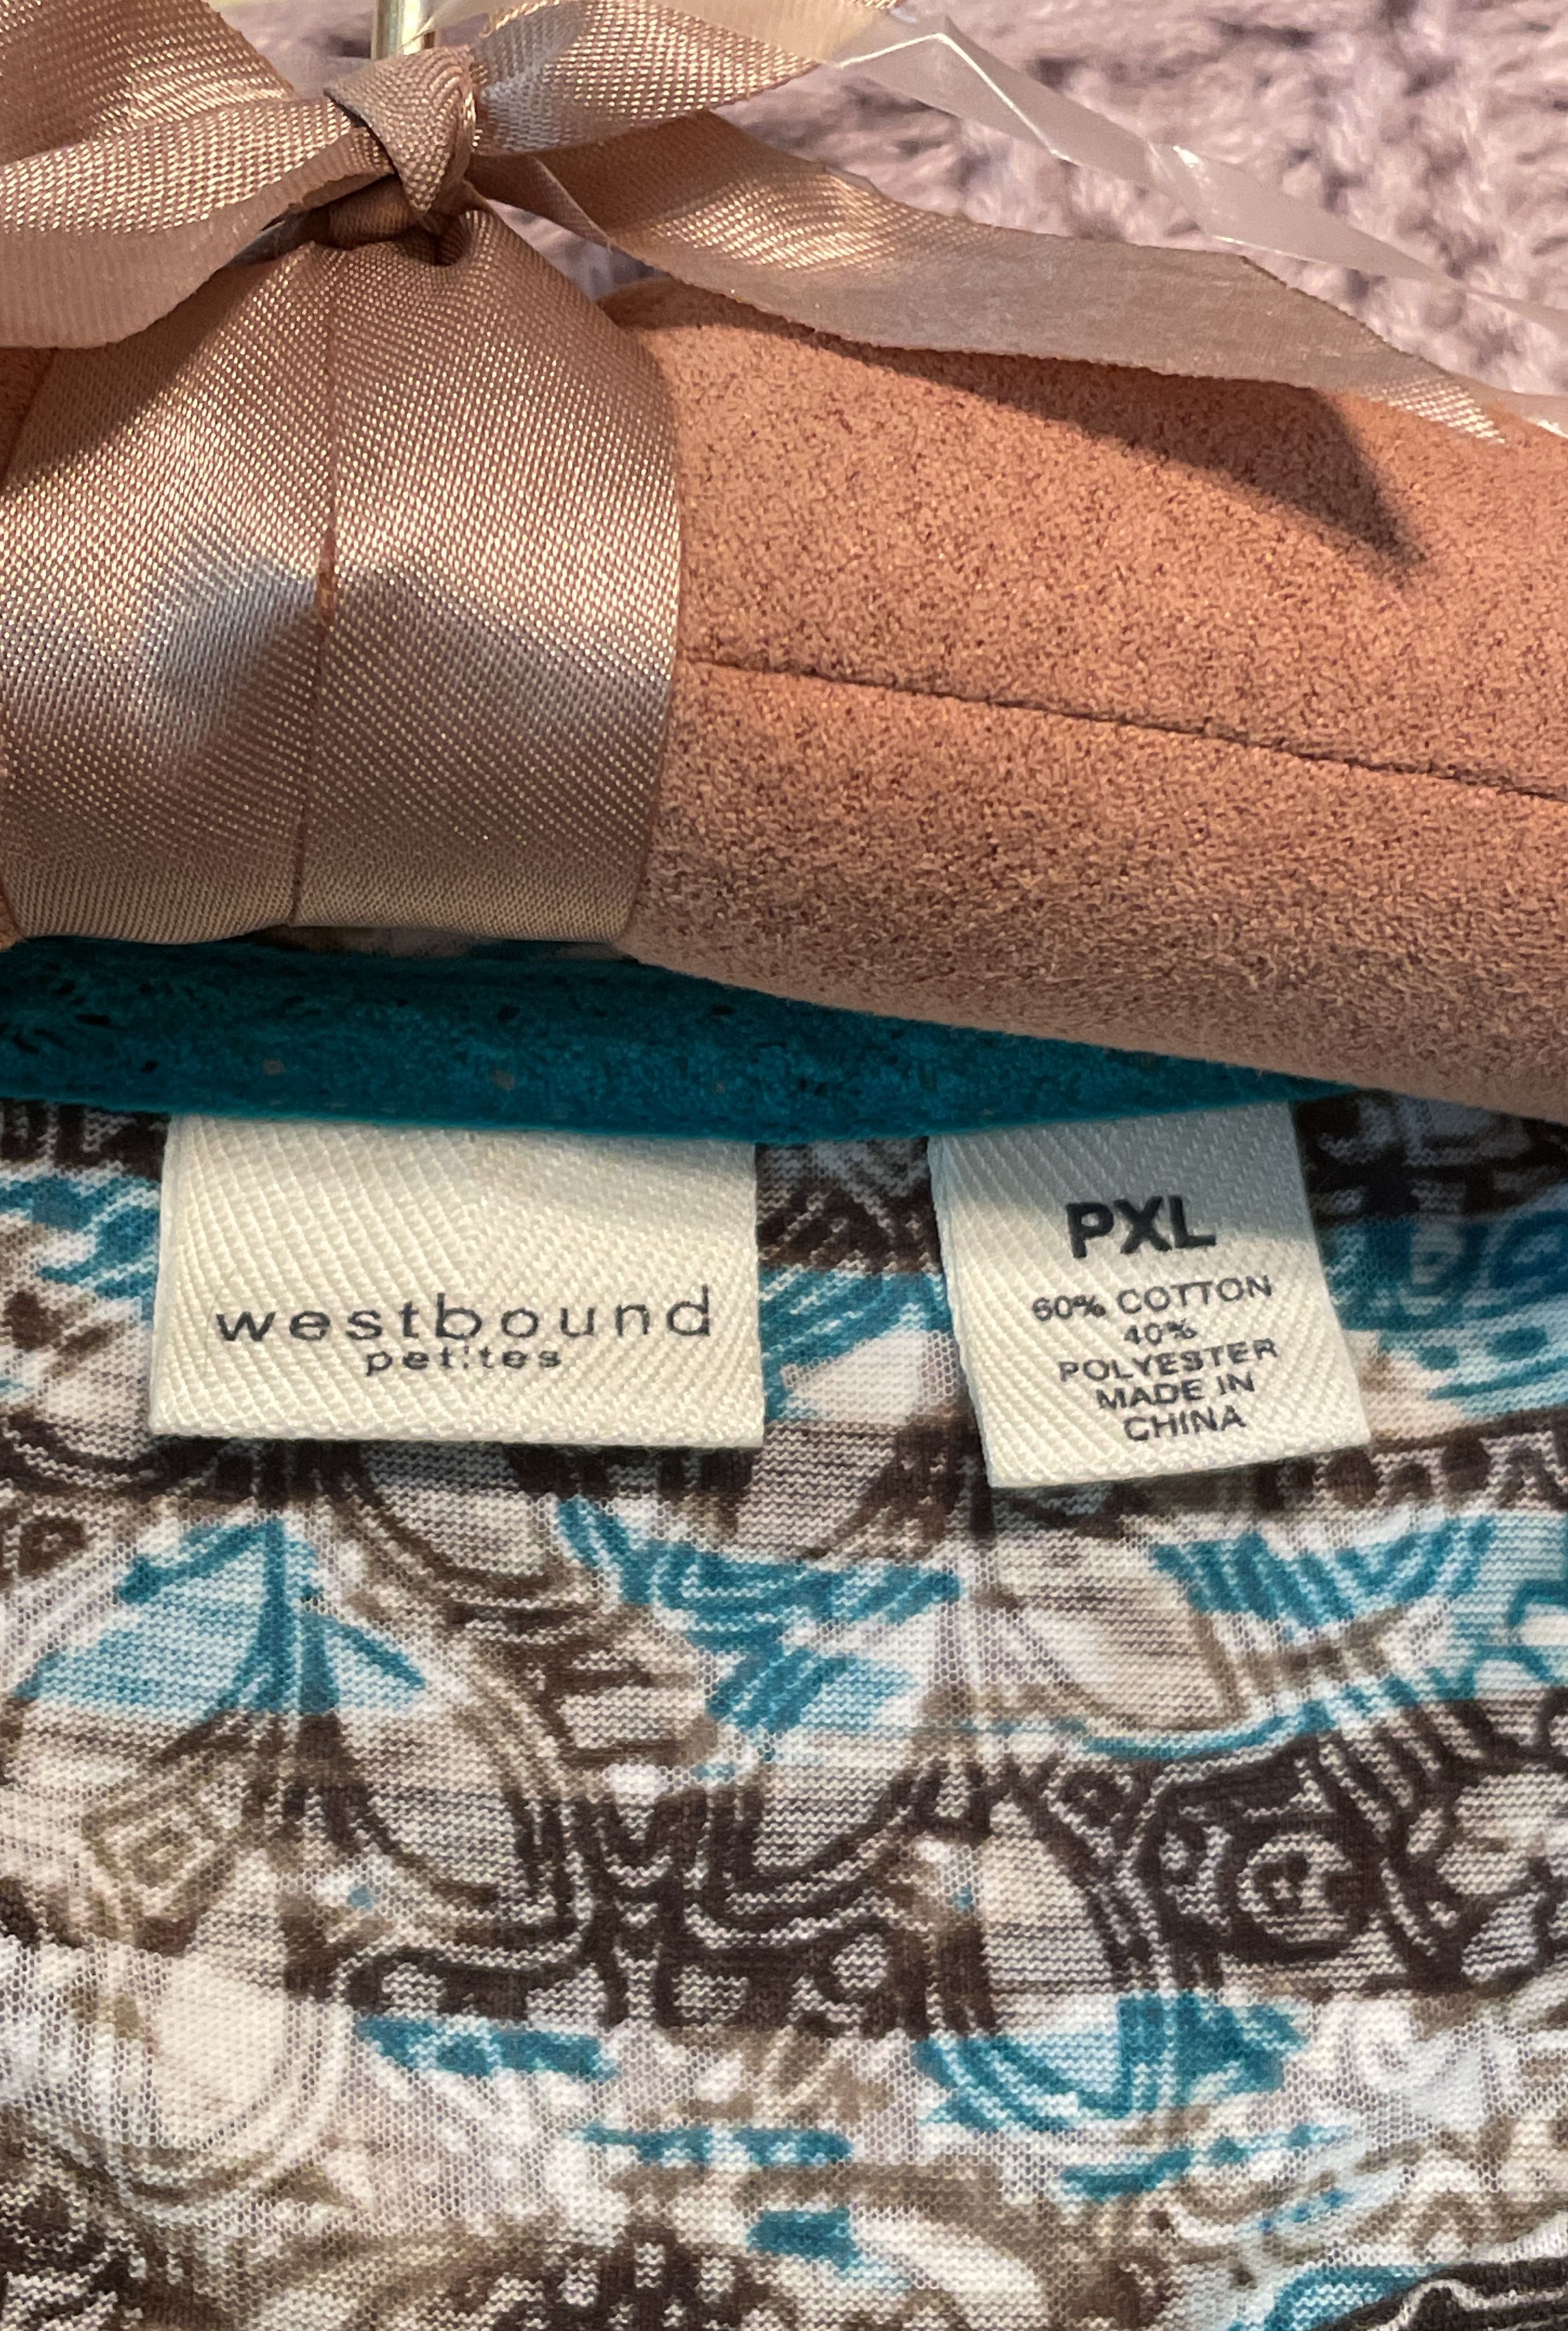 westbound
petites
PXL
60% COTTON
40%
POLYESTER
MADE IN
CHINA